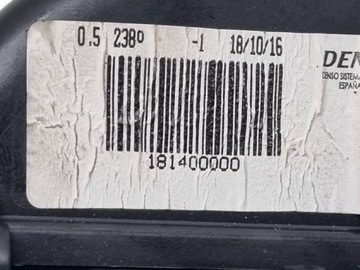 0.5 238º -1 18/10/16
DEN
DENSO SISTEMA
ESPAÑA
181400000